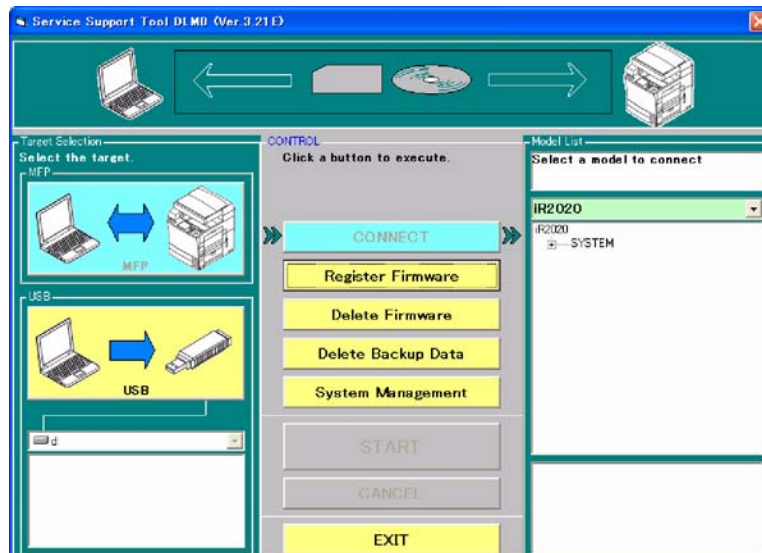 Service Support Tool DLMD (Ver.3.21E)
Target Selection
Select the target.
MFP
MFP
USB
USB
d
CONTROL
Click a button to execute.
CONNECT
Register Firmware
Delete Firmware
Delete Backup Data
System Management
START
CANCEL
EXIT
Model List
Select a model to connect
iR2020
iR2020
SYSTEM